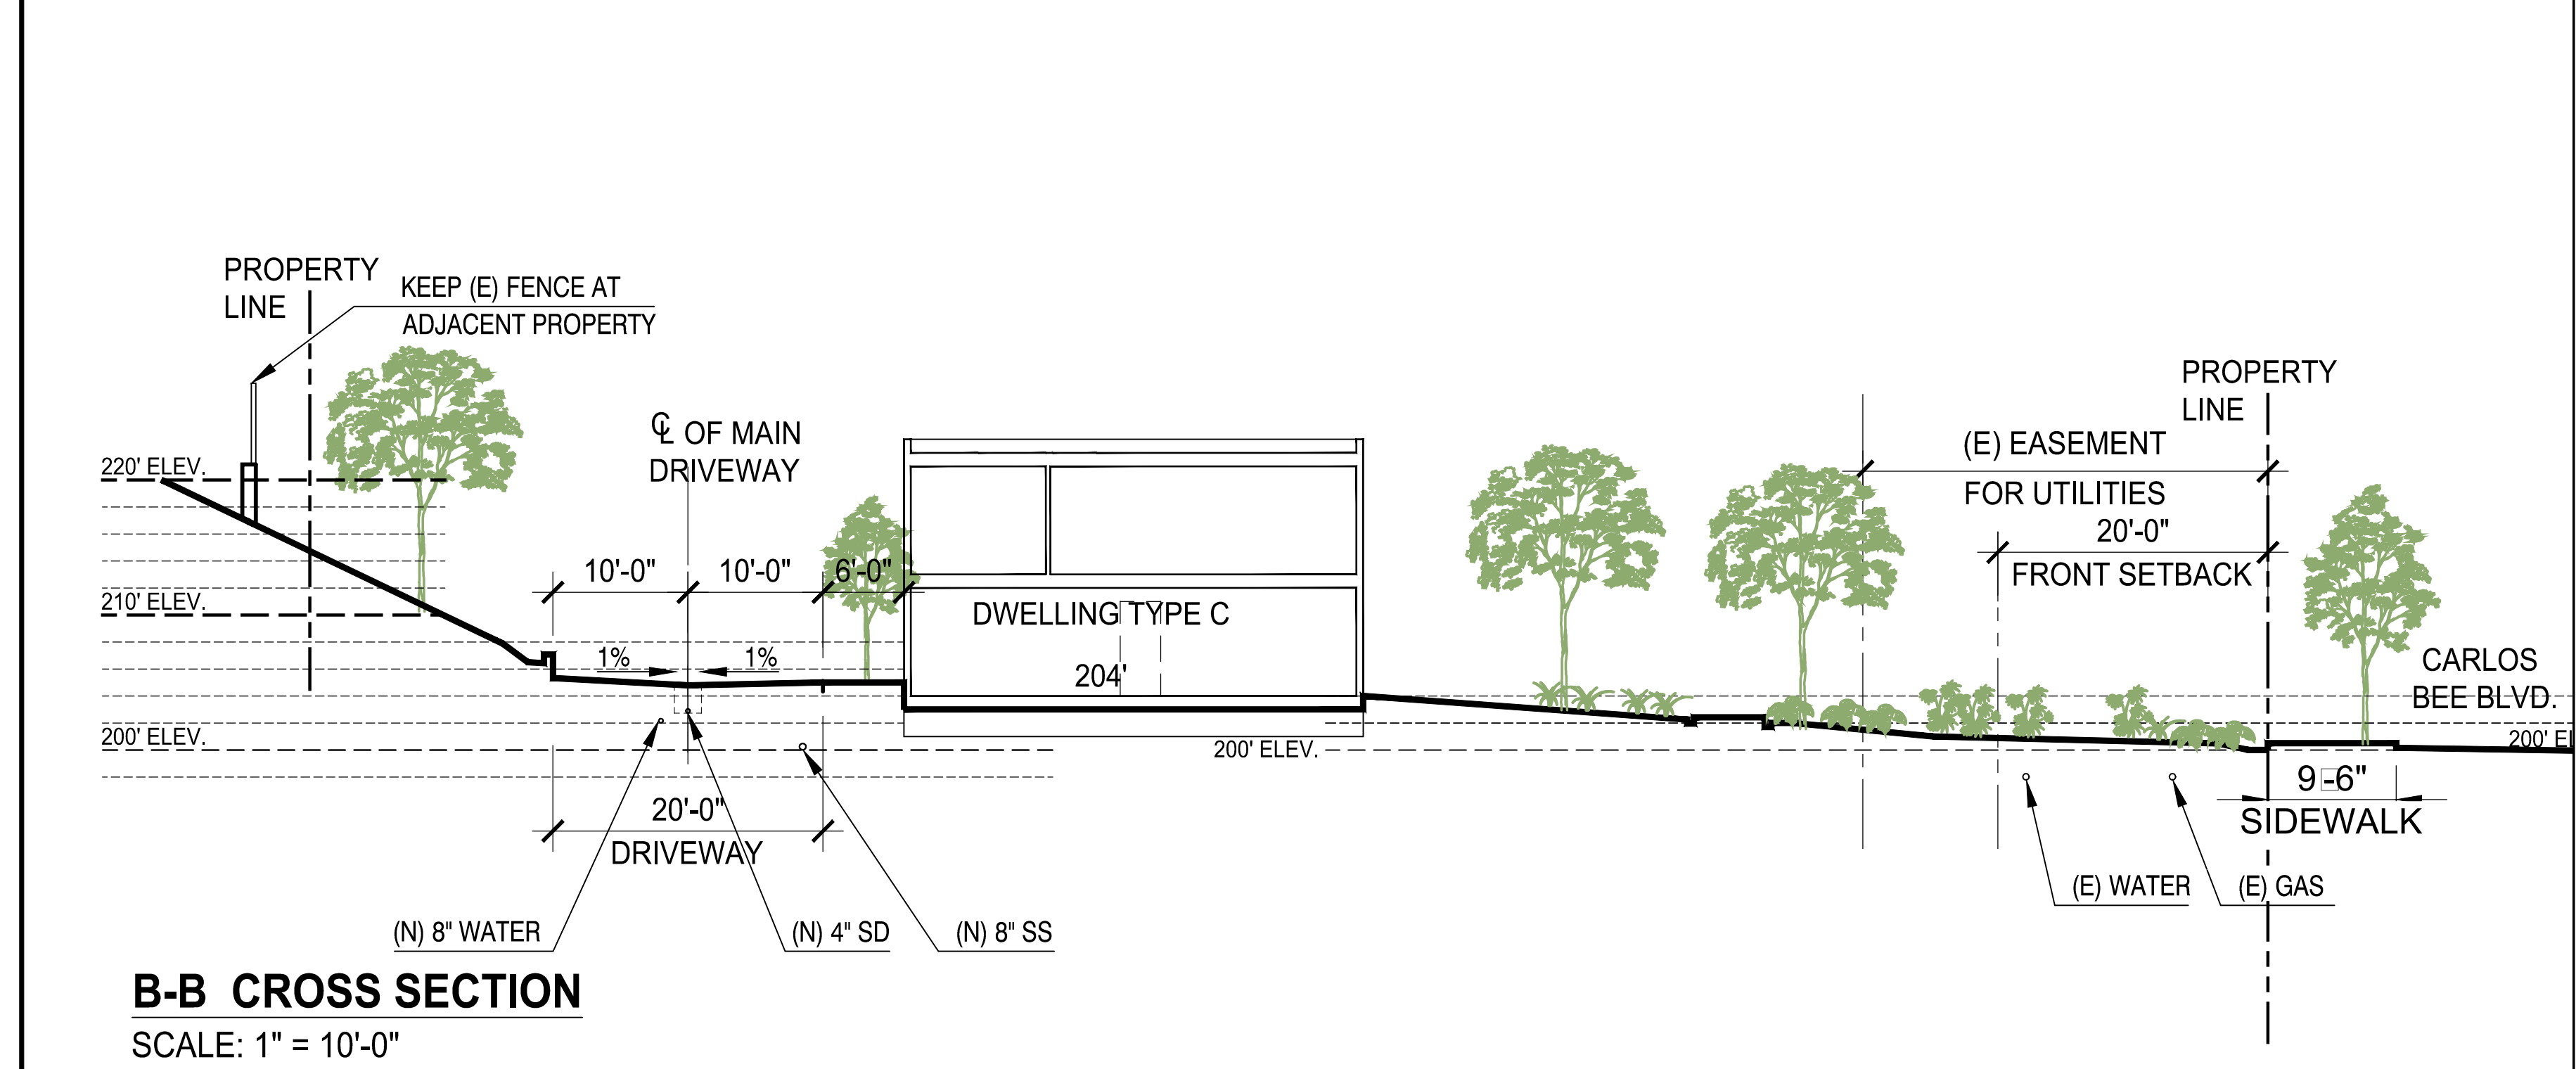 PROPERTY
LINE
KEEP (E) FENCE AT
ADJACENT PROPERTY
220' ELEV.
210' ELEV.
200' ELEV.
℄ OF MAIN
DRIVEWAY
10'-0"
10'-0"
6'-0"
1%
1%
20'-0"
DRIVEWAY
(N) 8" WATER
(N) 4" SD
(N) 8" SS
DWELLING TYPE C
204'
200' ELEV.
PROPERTY
LINE
(E) EASEMENT
FOR UTILITIES
20'-0"
FRONT SETBACK
CARLOS
BEE BLVD.
200' EL
9□-6"
SIDEWALK
(E) WATER
(E) GAS
B-B CROSS SECTION
SCALE: 1" = 10'-0"